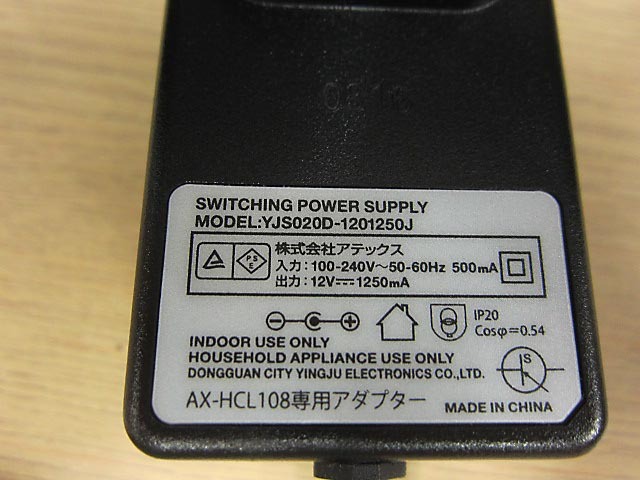 SWITCHING POWER SUPPLY
MODEL:YJS020D-1201250J
PSE
株式会社アテックス
入力：100-240V～50-60Hz 500mA
出力：12V⎓1250mA
IP20
Cosφ=0.54
INDOOR USE ONLY
HOUSEHOLD APPLIANCE USE ONLY
DONGGUAN CITY YINGJU ELECTRONICS CO.,LTD.
S
AX-HCL108専用アダプター
MADE IN CHINA